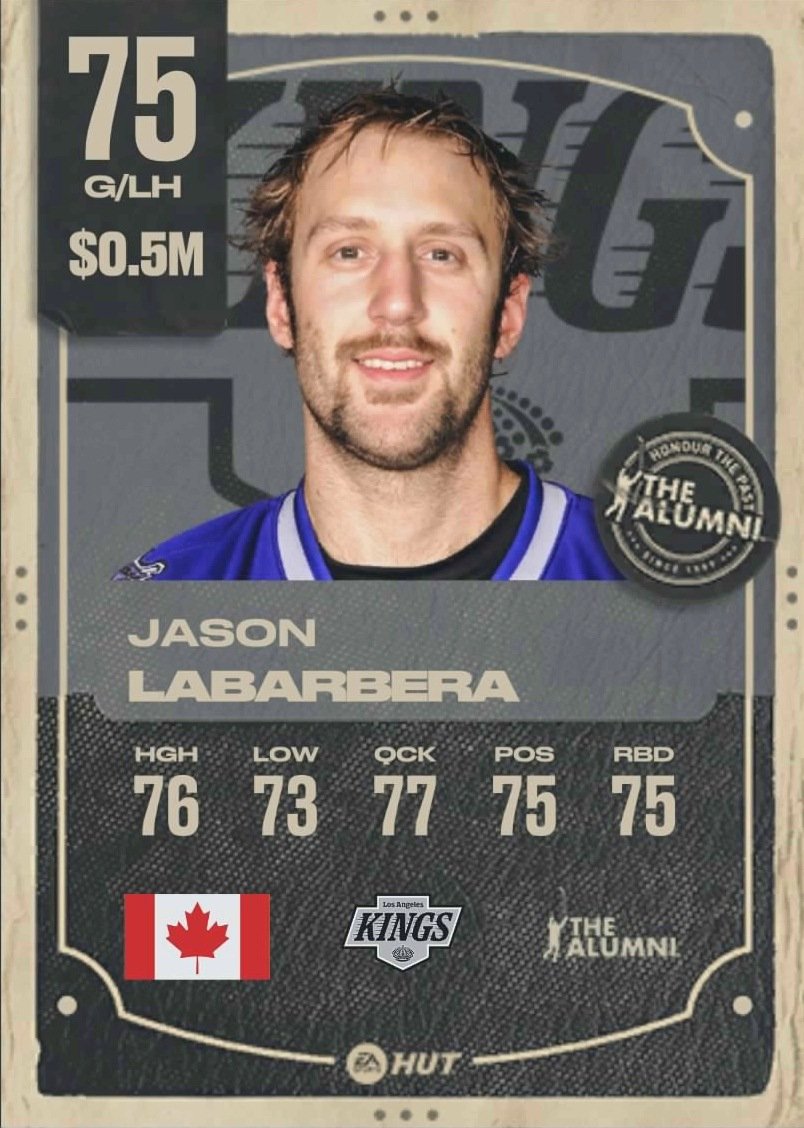 75
G/LH
$0.5M
KINGS
HONOUR THE PAST
THE
ALUMNI
JASON
LABARBERA
HGH LOW QCK POS RBD
76 73 77 75 75
Los Angeles
KINGS
THE
ALUMNI
EA
HUT